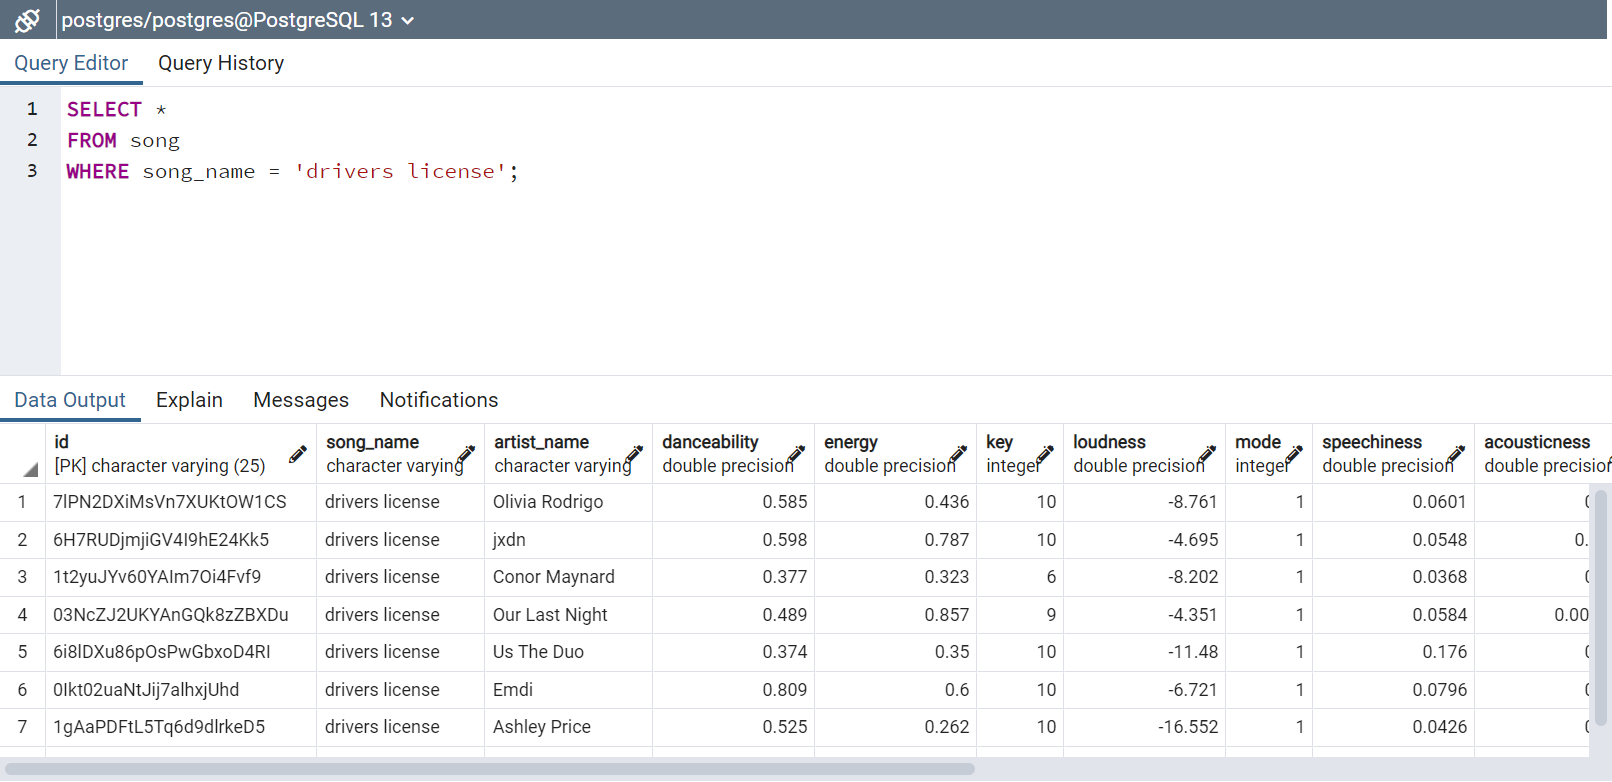 postgres/postgres@PostgreSQL 13
Query Editor Query History
1 SELECT *
2 FROM song
3 WHERE song_name = 'drivers license';
Data Output Explain Messages Notifications
id song_name artist_name danceability energy key loudness mode speechiness acousticness
[PK] character varying (25) character varying character varying double precision double precision integer double precision integer double precision double precision
1 7lPN2DXiMsVn7XUKtOW1CS drivers license Olivia Rodrigo 0.585 0.436 10 -8.761 1 0.0601
2 6H7RUDjmjiGV4I9hE24Kk5 drivers license jxdn 0.598 0.787 10 -4.695 1 0.0548 0.
3 1t2yuJYv60YAIm7Oi4Fvf9 drivers license Conor Maynard 0.377 0.323 6 -8.202 1 0.0368
4 03NcZJ2UKYAnGQk8zZBXDu drivers license Our Last Night 0.489 0.857 9 -4.351 1 0.0584 0.00
5 6i8lDXu86pOsPwGbxoD4RI drivers license Us The Duo 0.374 0.35 10 -11.48 1 0.176
6 0Ikt02uaNtJij7alhxjUhd drivers license Emdi 0.809 0.6 10 -6.721 1 0.0796
7 1gAaPDFtL5Tq6d9dlrkeD5 drivers license Ashley Price 0.525 0.262 10 -16.552 1 0.0426